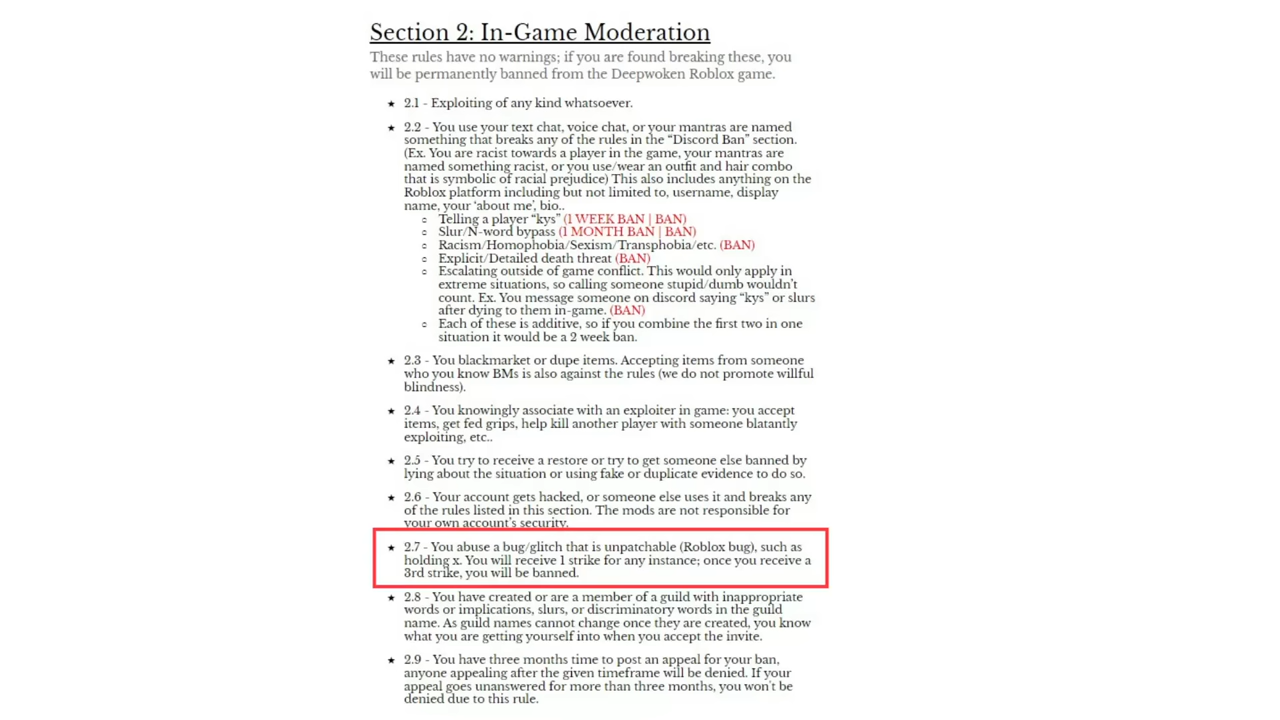 Section 2: In-Game Moderation
These rules have no warnings; if you are found breaking these, you
will be permanently banned from the Deepwoken Roblox game.
★ 2.1 - Exploiting of any kind whatsoever.
★ 2.2 - You use your text chat, voice chat, or your mantras are named
something that breaks any of the rules in the “Discord Ban” section.
(Ex. You are racist towards a player in the game, your mantras are
named something racist, or you use/wear an outfit and hair combo
that is symbolic of racial prejudice) This also includes anything on the
Roblox platform including but not limited to, username, display
name, your ‘about me’, bio..
○ Telling a player “kys” (1 WEEK BAN | BAN)
○ Slur/N-word bypass (1 MONTH BAN | BAN)
○ Racism/Homophobia/Sexism/Transphobia/etc. (BAN)
○ Explicit/Detailed death threat (BAN)
○ Escalating outside of game conflict. This would only apply in
extreme situations, so calling someone stupid/dumb wouldn’t
count. Ex. You message someone on discord saying “kys” or slurs
after dying to them in-game. (BAN)
○ Each of these is additive, so if you combine the first two in one
situation it would be a 2 week ban.
★ 2.3 - You blackmarket or dupe items. Accepting items from someone
who you know BMs is also against the rules (we do not promote willful
blindness).
★ 2.4 - You knowingly associate with an exploiter in game: you accept
items, get fed grips, help kill another player with someone blatantly
exploiting, etc..
★ 2.5 - You try to receive a restore or try to get someone else banned by
lying about the situation or using fake or duplicate evidence to do so.
★ 2.6 - Your account gets hacked, or someone else uses it and breaks any
of the rules listed in this section. The mods are not responsible for
your own account’s security.
★ 2.7 - You abuse a bug/glitch that is unpatchable (Roblox bug), such as
holding x. You will receive 1 strike for any instance; once you receive a
3rd strike, you will be banned.
★ 2.8 - You have created or are a member of a guild with inappropriate
words or implications, slurs, or discriminatory words in the guild
name. As guild names cannot change once they are created, you know
what you are getting yourself into when you accept the invite.
★ 2.9 - You have three months time to post an appeal for your ban,
anyone appealing after the given timeframe will be denied. If your
appeal goes unanswered for more than three months, you won't be
denied due to this rule.